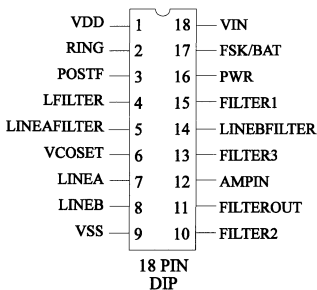 VDD 1 18 VIN
RING 2 17 FSK/BAT
POSTF 3 16 PWR
LFILTER 4 15 FILTER1
LINEAFILTER 5 14 LINEBFILTER
VCOSET 6 13 FILTER3
LINEA 7 12 AMPIN
LINEB 8 11 FILTEROUT
VSS 9 10 FILTER2
18 PIN
DIP